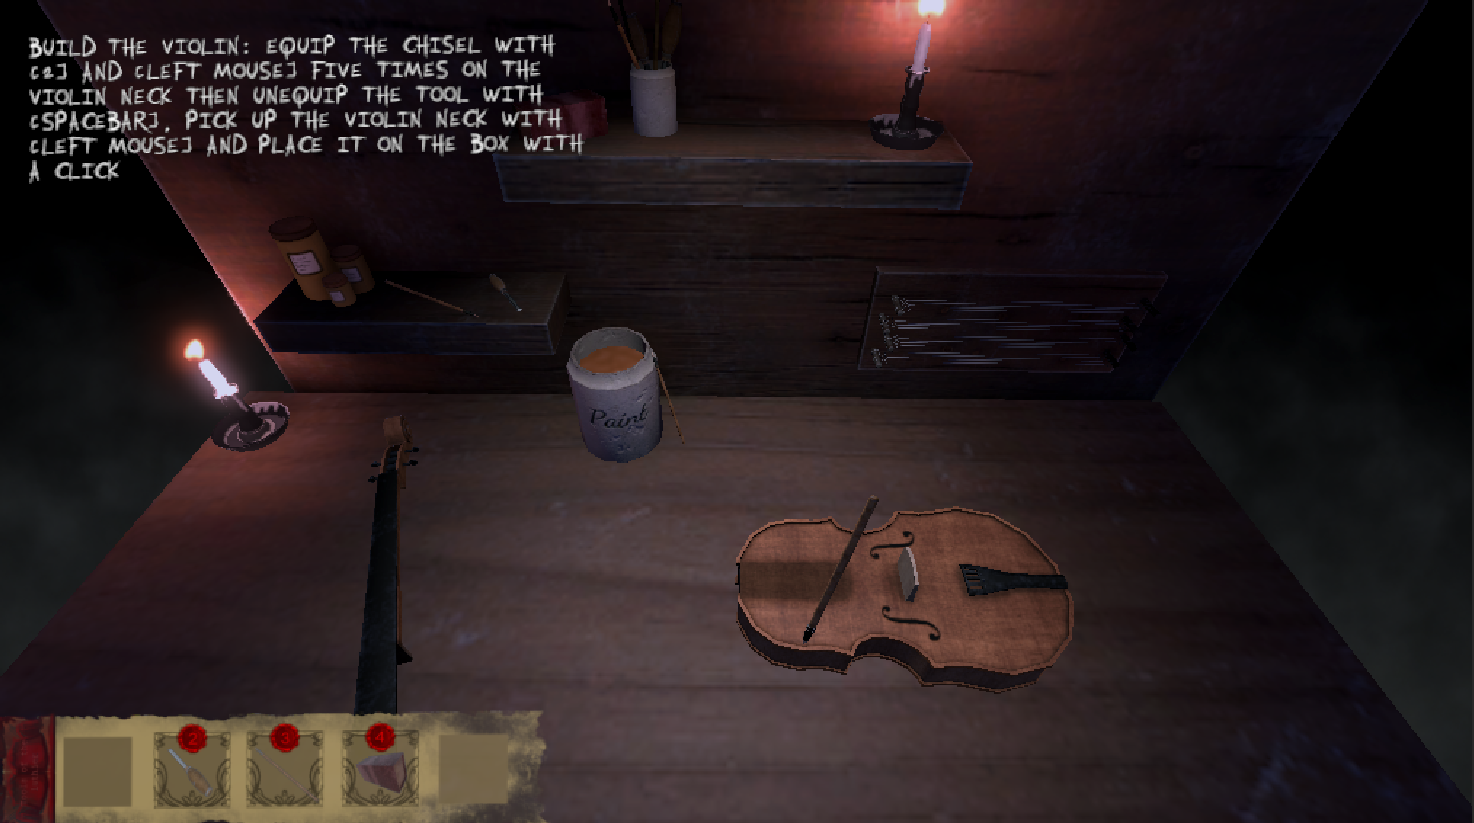 BUILD THE VIOLIN: EQUIP THE CHISEL WITH
[2] AND [LEFT MOUSE] FIVE TIMES ON THE
VIOLIN NECK THEN UNEQUIP THE TOOL WITH
[SPACEBAR], PICK UP THE VIOLIN NECK WITH
[LEFT MOUSE] AND PLACE IT ON THE BOX WITH
A CLICK
Paint
2 3 4